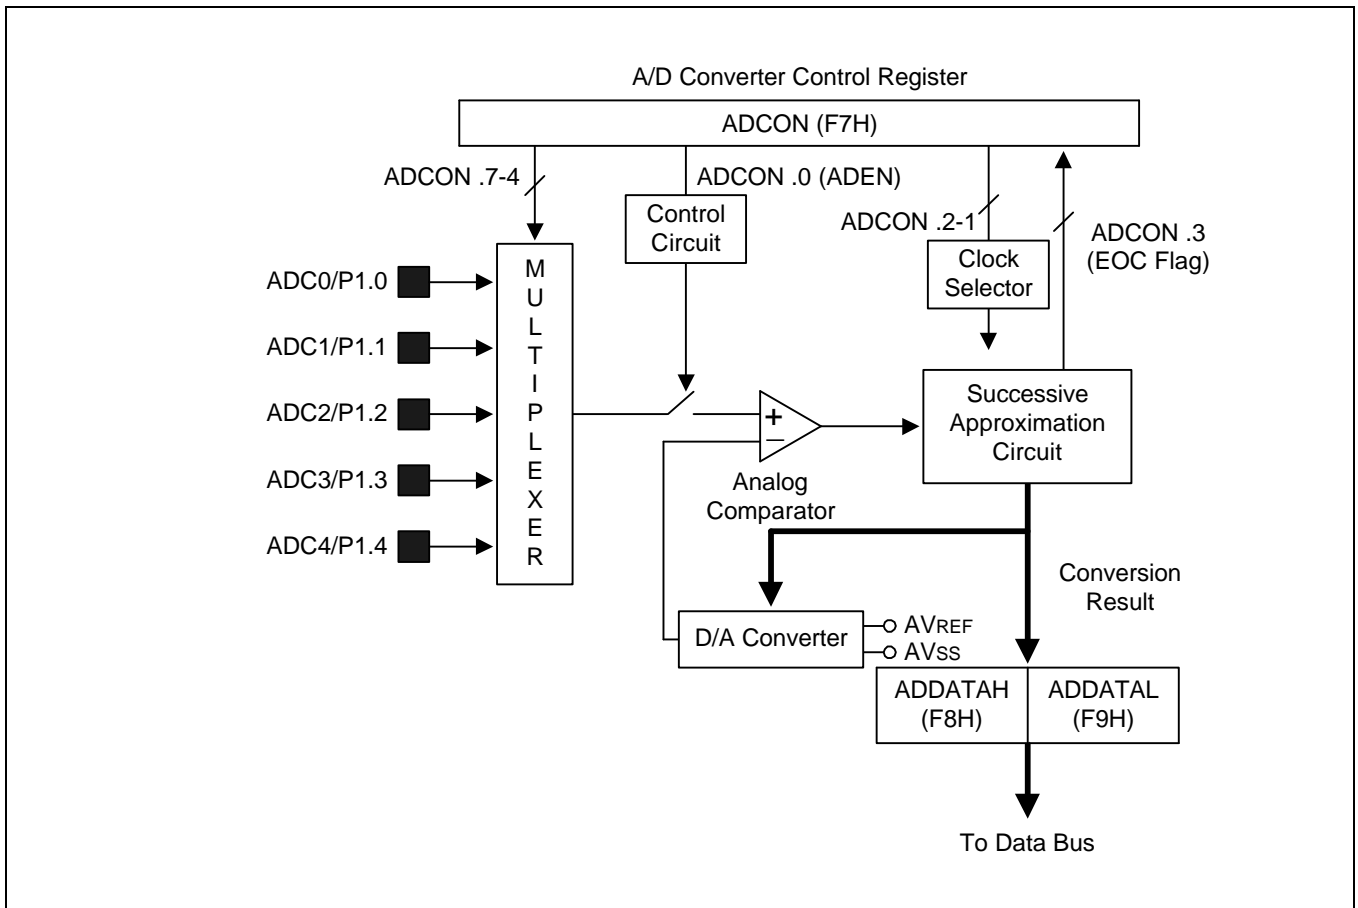 A/D Converter Control Register
ADCON (F7H)
ADCON .7-4
ADCON .0 (ADEN)
Control
Circuit
ADCON .2-1
ADCON .3
(EOC Flag)
Clock
Selector
ADC0/P1.0
ADC1/P1.1
ADC2/P1.2
ADC3/P1.3
ADC4/P1.4
MULTIPLEXER
+
−
Analog
Comparator
Successive
Approximation
Circuit
Conversion
Result
D/A Converter
AVREF
AVSS
ADDATAH
(F8H)
ADDATAL
(F9H)
To Data Bus